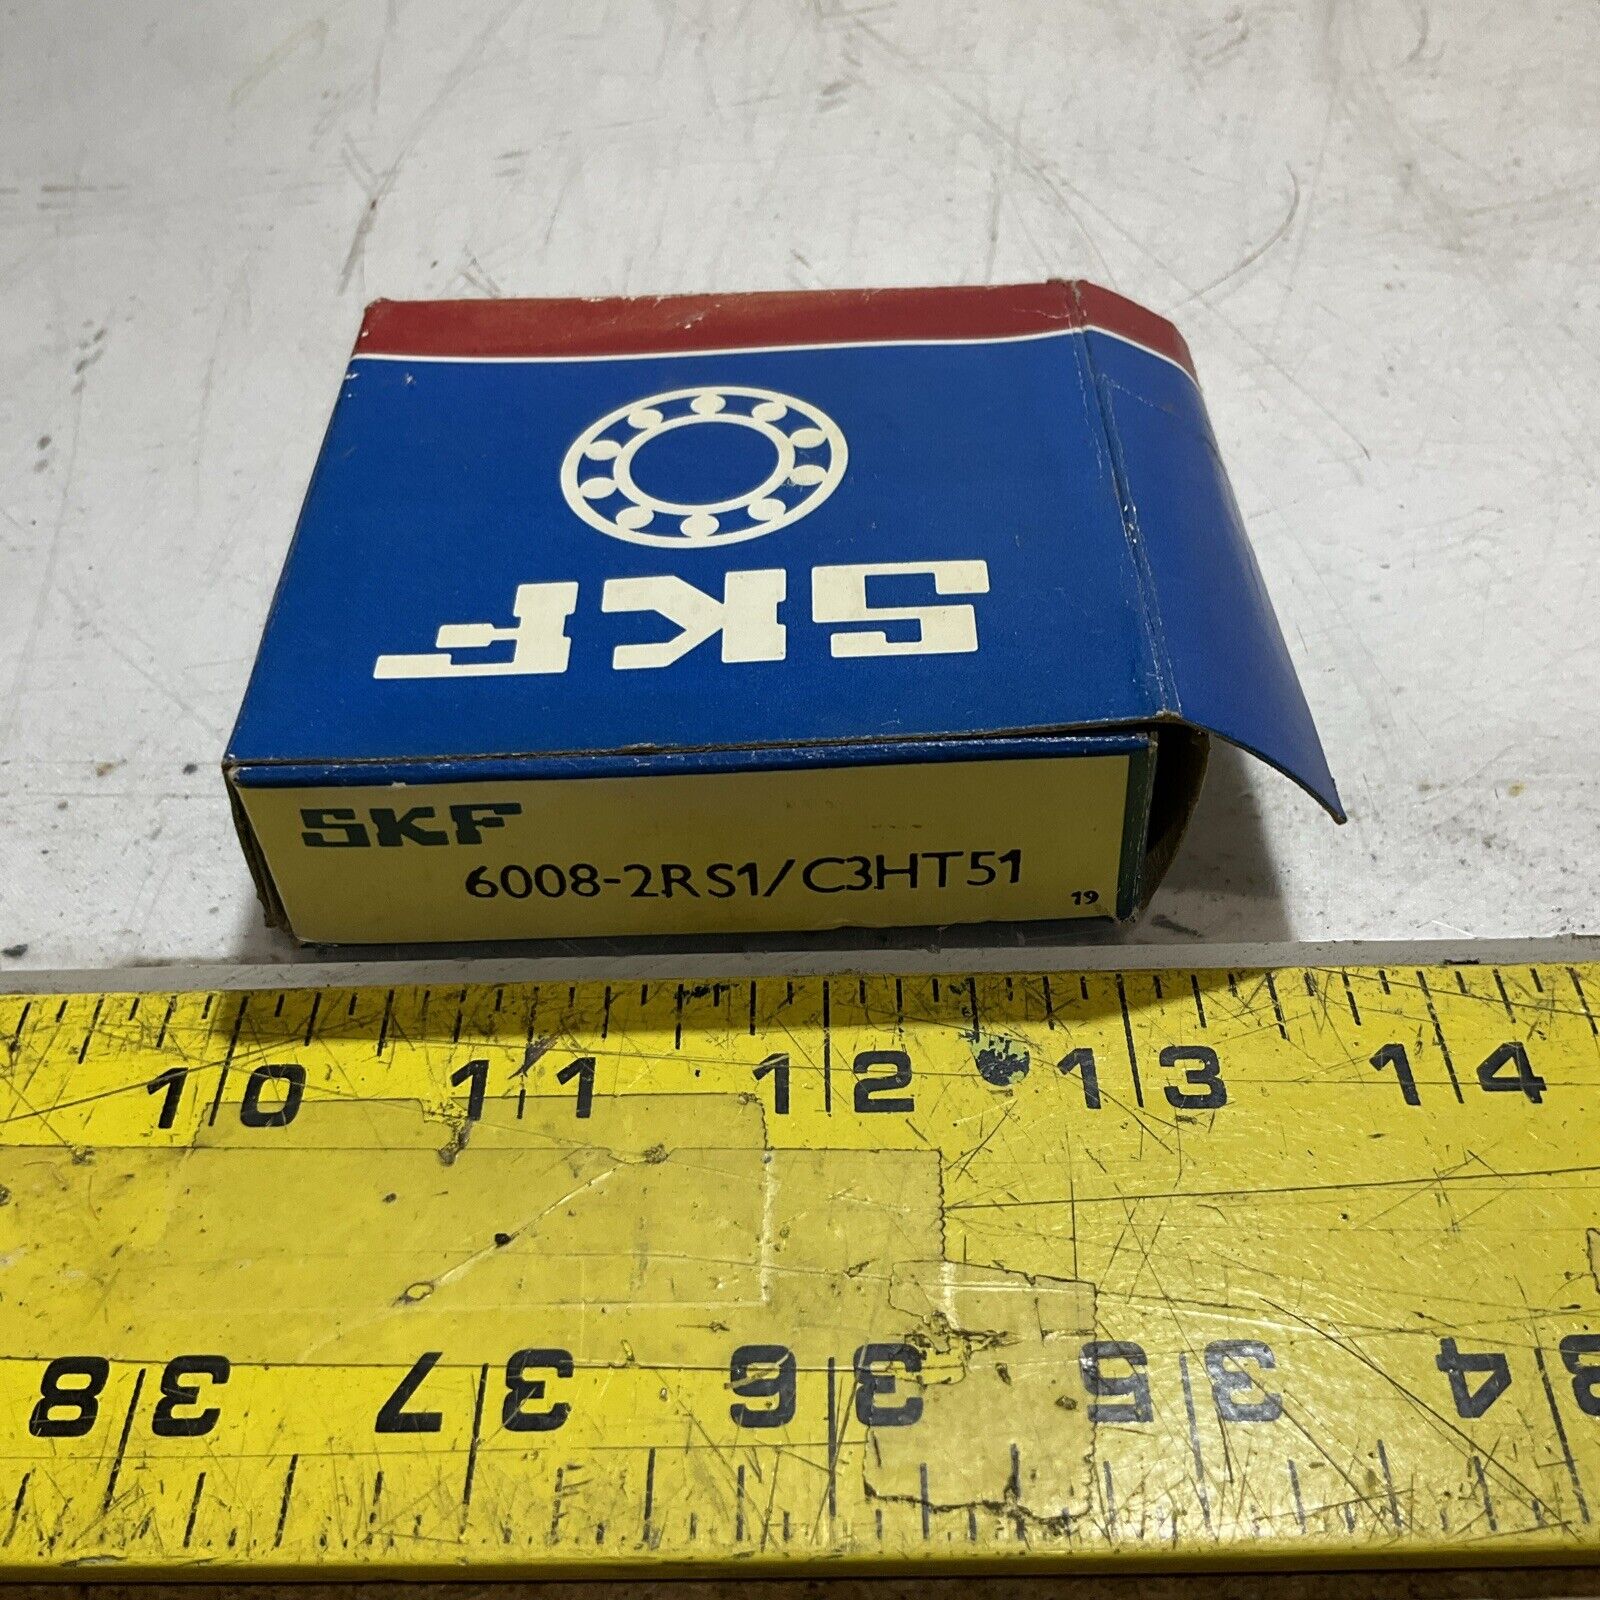 SKF
SKF
6008-2RS1/C3HT51
19
10 11 12 13 14
38 37 36 35 34